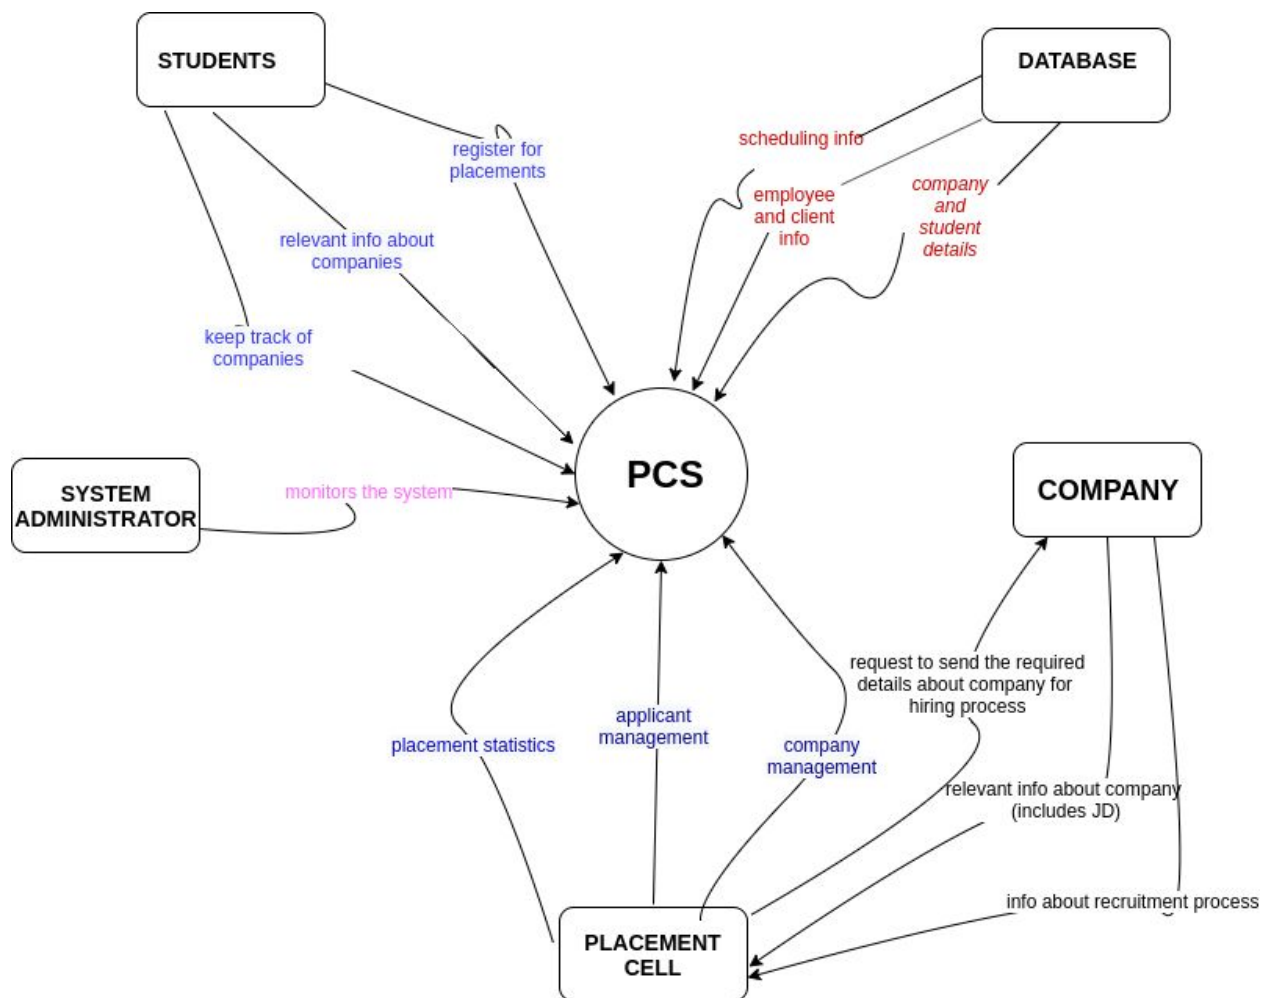 STUDENTS
DATABASE
scheduling info
register for
placements
employee
and client
info
company
and
student
details
relevant info about
companies
keep track of
companies
PCS
SYSTEM
ADMINISTRATOR
monitors the system
COMPANY
request to send the required
details about company for
hiring process
applicant
management
placement statistics
company
management
relevant info about company
(includes JD)
info about recruitment process
PLACEMENT
CELL